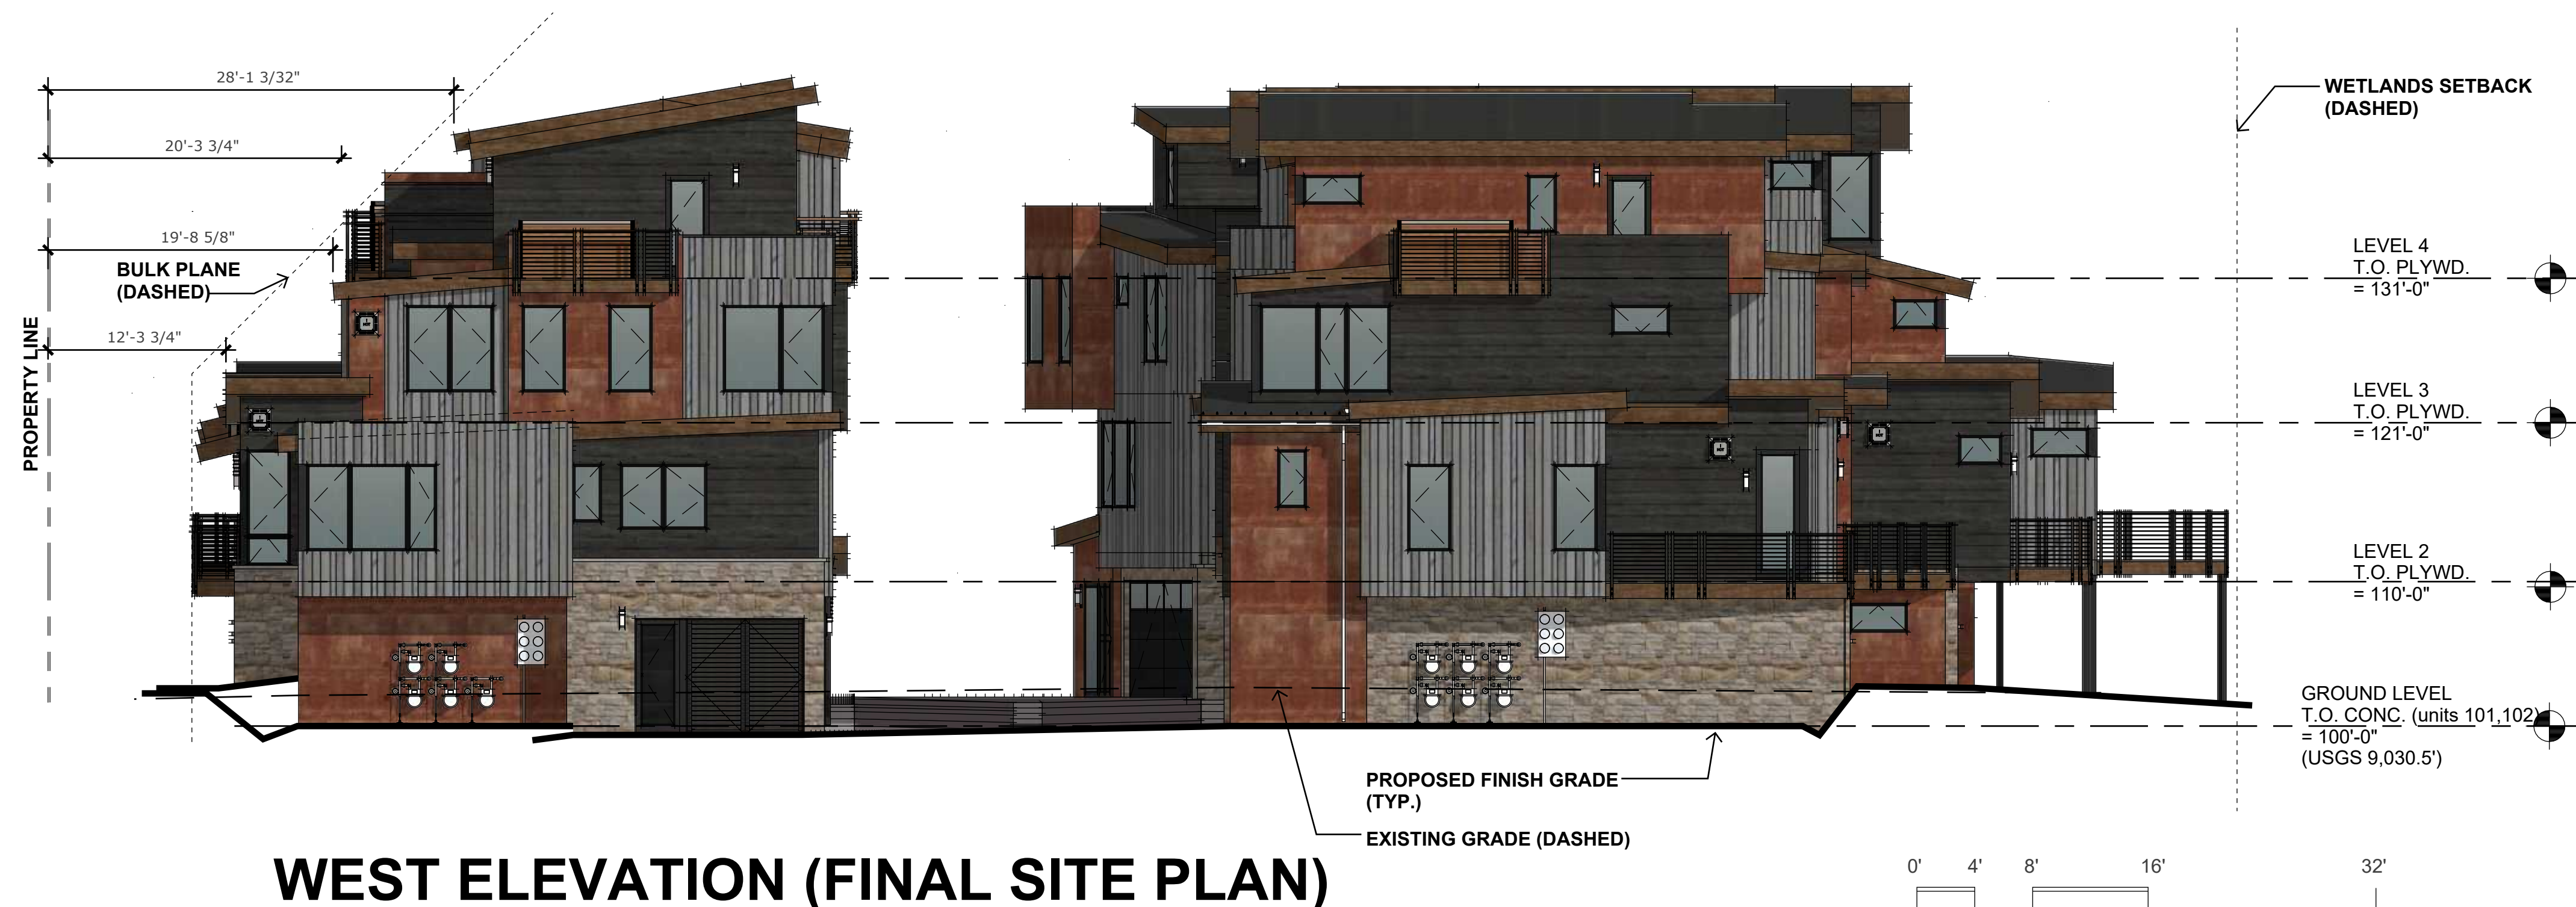 28'-1 3/32"
20'-3 3/4"
19'-8 5/8"
BULK PLANE
(DASHED)
12'-3 3/4"
PROPERTY LINE
WETLANDS SETBACK
(DASHED)
LEVEL 4
T.O. PLYWD.
= 131'-0"
LEVEL 3
T.O. PLYWD.
= 121'-0"
LEVEL 2
T.O. PLYWD.
= 110'-0"
GROUND LEVEL
T.O. CONC. (units 101,102)
= 100'-0"
(USGS 9,030.5')
PROPOSED FINISH GRADE
(TYP.)
EXISTING GRADE (DASHED)
WEST ELEVATION (FINAL SITE PLAN)
0' 4' 8' 16' 32'